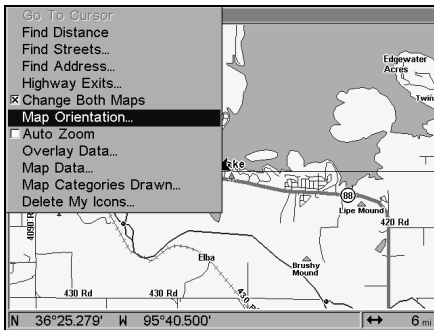 Go To Cursor
Find Distance
Find Streets...
Find Address...
Highway Exits...
Change Both Maps
Map Orientation...
Auto Zoom
Overlay Data...
Map Data...
Map Categories Drawn...
Delete My Icons...
Edgewater
Acres
Twin
88
Lipe Mound
420 Rd
4090 R
Elba
Brushy
Mound
430 Rd
430 Rd
N 36°25.279' W 95°40.500' ↔ 6 mi